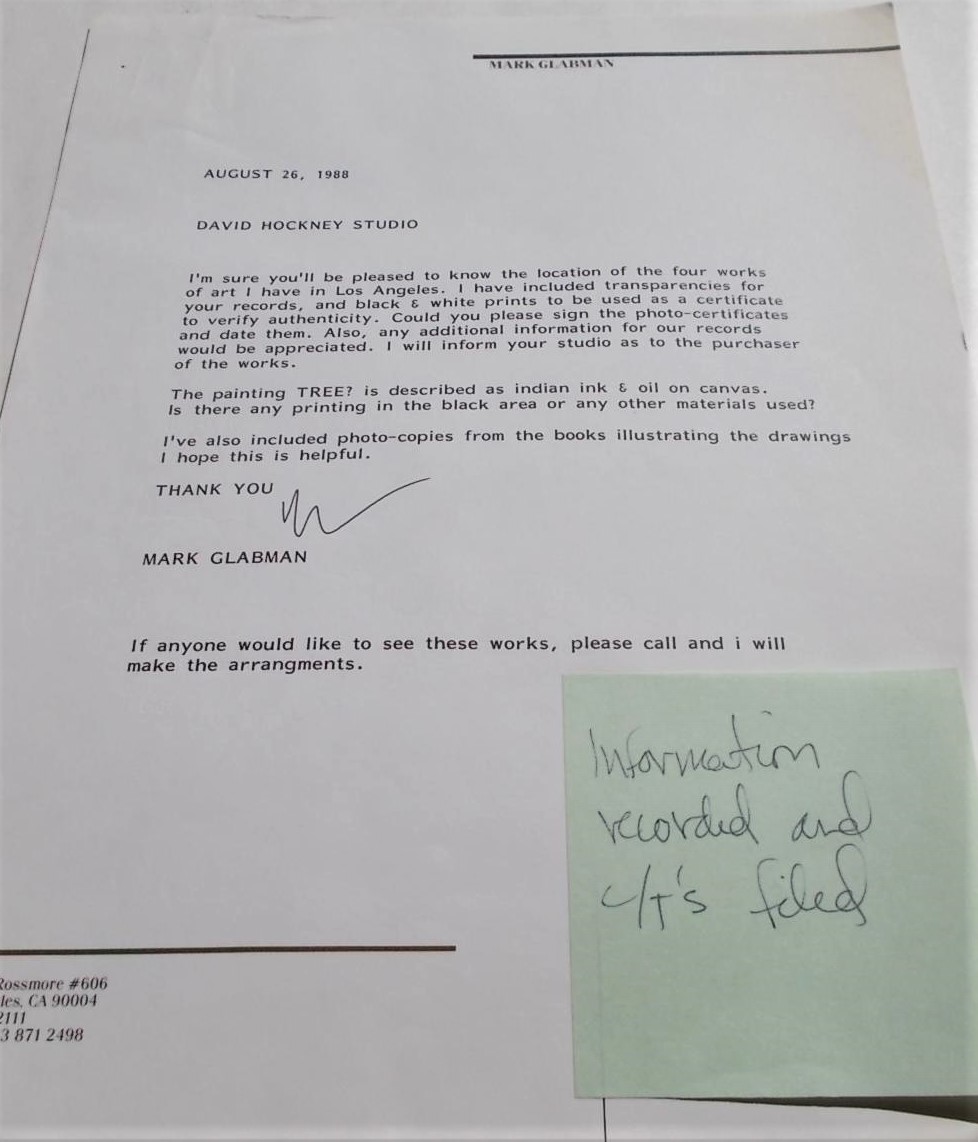 MARK GLABMAN
AUGUST 26, 1988
DAVID HOCKNEY STUDIO
I'm sure you'll be pleased to know the location of the four works
of art I have in Los Angeles. I have included transparencies for
your records, and black & white prints to be used as a certificate
to verify authenticity. Could you please sign the photo-certificates
and date them. Also, any additional information for our records
would be appreciated. I will inform your studio as to the purchaser
of the works.
The painting TREE? is described as indian ink & oil on canvas.
Is there any printing in the black area or any other materials used?
I've also included photo-copies from the books illustrating the drawings
I hope this is helpful.
THANK YOU
MARK GLABMAN
If anyone would like to see these works, please call and i will
make the arrangments.
Information
recorded and
c/T's filed
Rossmore #606
les, CA 90004
2111
3 871 2498